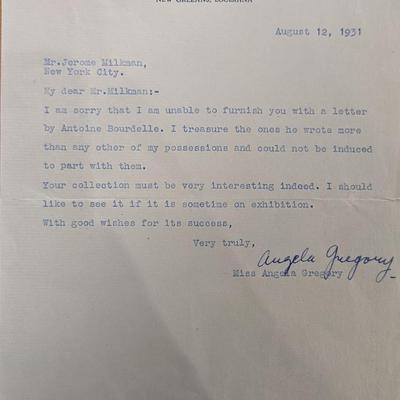 NEW ORLEANS, LOUISIANA
August 12, 1931
Mr.Jerome Milkman,
New York City.
My dear Mr.Milkman:-
I am sorry that I am unable to furnish you with a letter
by Antoine Bourdelle. I treasure the ones he wrote more
than any other of my possessions and could not be induced
to part with them.
Your collection must be very interesting indeed. I should
like to see it if it is sometime on exhibition.
With good wishes for its success,
Very truly,
Angela Gregory
Miss Angela Gregory